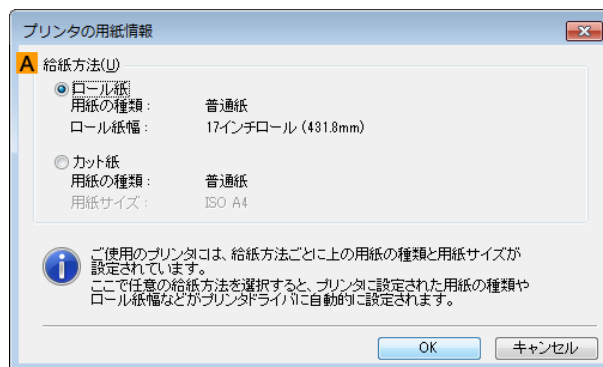 プリンタの用紙情報
A 給紙方法(U)
ロール紙
用紙の種類： 普通紙
ロール紙幅： 17インチロール (431.8mm)
カット紙
用紙の種類： 普通紙
用紙サイズ： ISO A4
ご使用のプリンタには、給紙方法ごとに上の用紙の種類と用紙サイズが
設定されています。
ここで任意の給紙方法を選択すると、プリンタに設定された用紙の種類や
ロール紙幅などがプリンタドライバに自動的に設定されます。
OK キャンセル